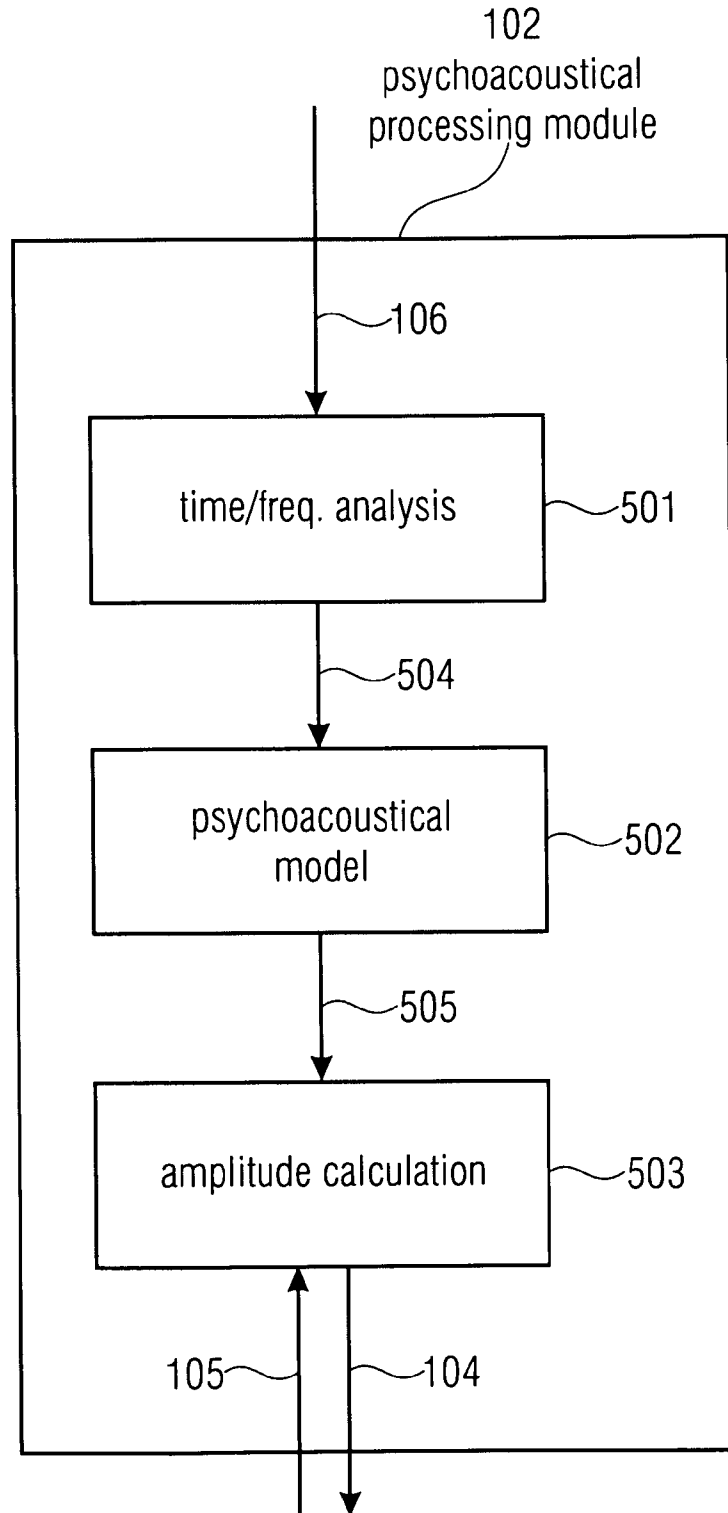 102
psychoacoustical
processing module
106
time/freq. analysis
501
504
psychoacoustical
model
502
505
amplitude calculation
503
105
104